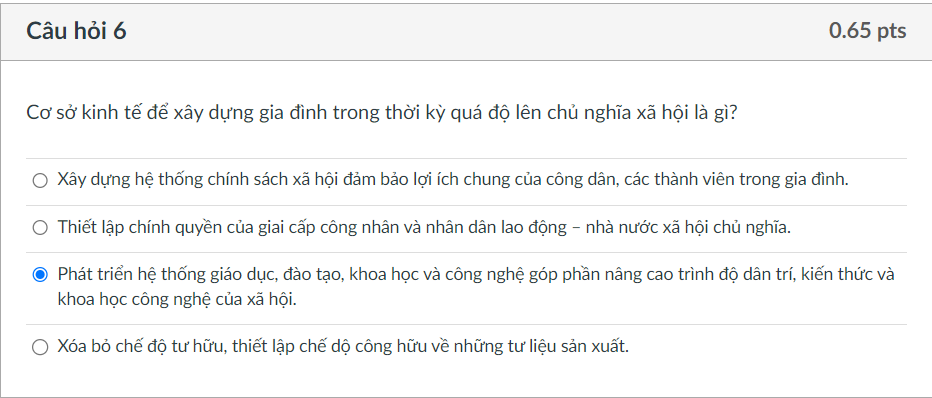 Câu hỏi 6
0.65 pts
Cơ sở kinh tế để xây dựng gia đình trong thời kỳ quá độ lên chủ nghĩa xã hội là gì?
Xây dựng hệ thống chính sách xã hội đảm bảo lợi ích chung của công dân, các thành viên trong gia đình.
Thiết lập chính quyền của giai cấp công nhân và nhân dân lao động – nhà nước xã hội chủ nghĩa.
Phát triển hệ thống giáo dục, đào tạo, khoa học và công nghệ góp phần nâng cao trình độ dân trí, kiến thức và
khoa học công nghệ của xã hội.
Xóa bỏ chế độ tư hữu, thiết lập chế dộ công hữu về những tư liệu sản xuất.